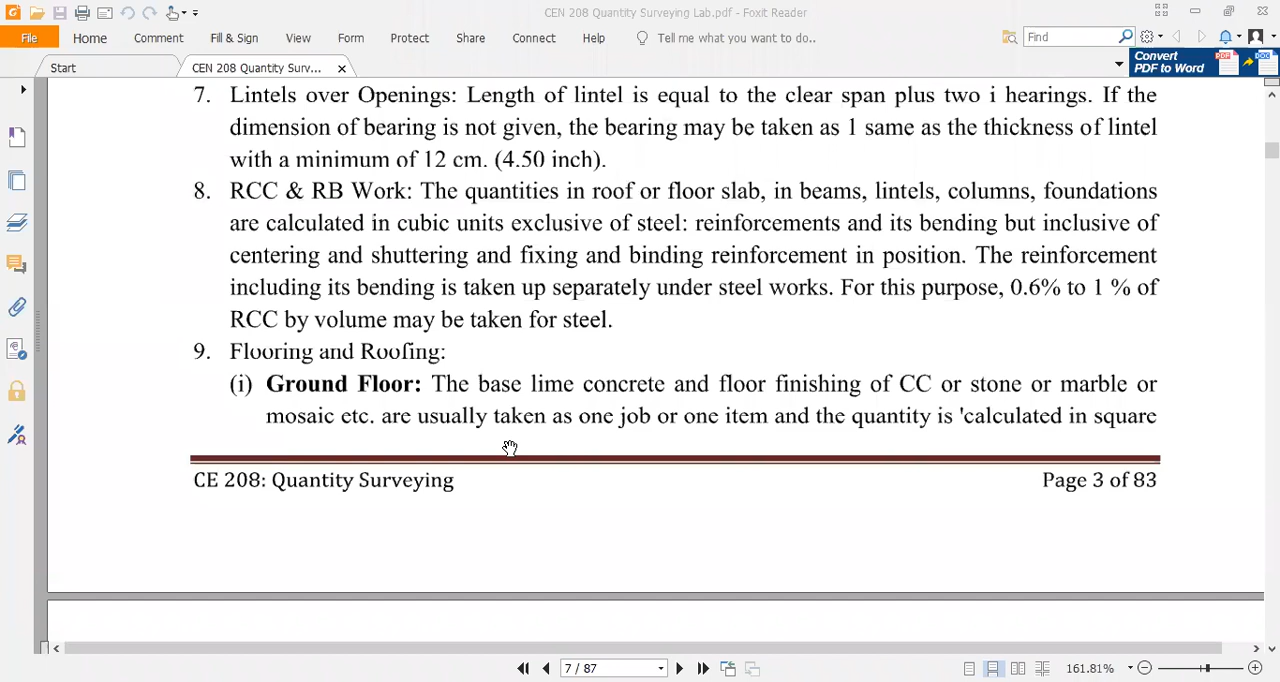 CEN 208 Quantity Surveying Lab.pdf - Foxit Reader
File Home Comment Fill & Sign View Form Protect Share Connect Help Tell me what you want to do.. Find
Start CEN 208 Quantity Surv... Convert PDF to Word
7. Lintels over Openings: Length of lintel is equal to the clear span plus two i hearings. If the
dimension of bearing is not given, the bearing may be taken as 1 same as the thickness of lintel
with a minimum of 12 cm. (4.50 inch).
8. RCC & RB Work: The quantities in roof or floor slab, in beams, lintels, columns, foundations
are calculated in cubic units exclusive of steel: reinforcements and its bending but inclusive of
centering and shuttering and fixing and binding reinforcement in position. The reinforcement
including its bending is taken up separately under steel works. For this purpose, 0.6% to 1 % of
RCC by volume may be taken for steel.
9. Flooring and Roofing:
(i) Ground Floor: The base lime concrete and floor finishing of CC or stone or marble or
mosaic etc. are usually taken as one job or one item and the quantity is 'calculated in square
CE 208: Quantity Surveying Page 3 of 83
7 / 87 161.81%